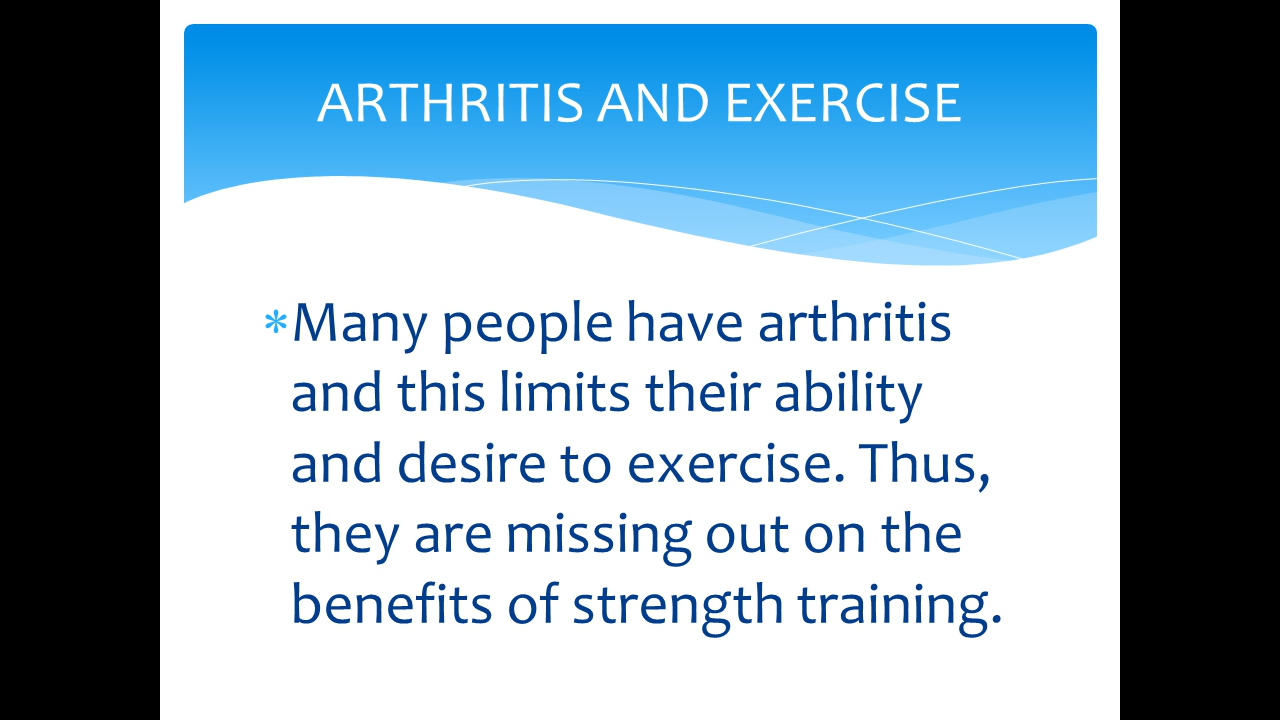 ARTHRITIS AND EXERCISE
*Many people have arthritis
and this limits their ability
and desire to exercise. Thus,
they are missing out on the
benefits of strength training.